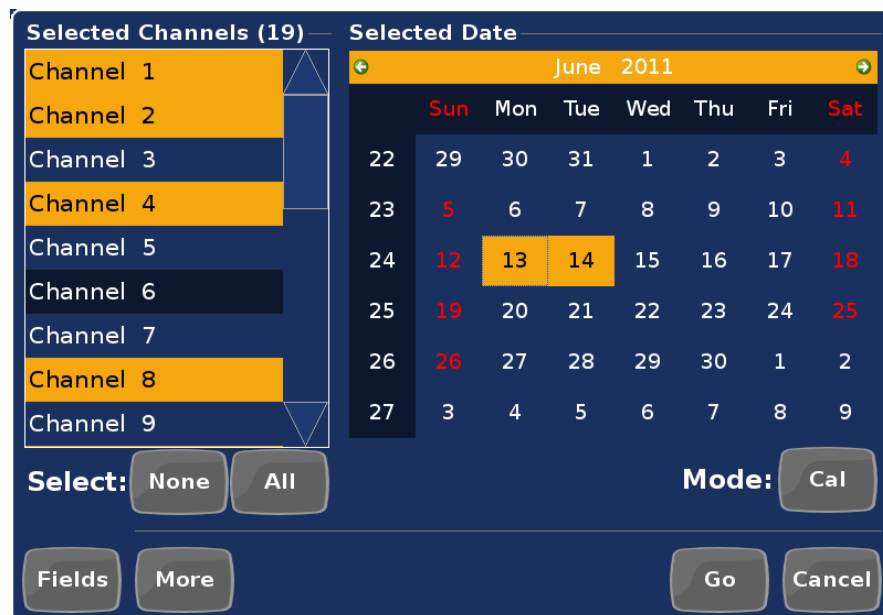 Selected Channels (19)
Channel 1
Channel 2
Channel 3
Channel 4
Channel 5
Channel 6
Channel 7
Channel 8
Channel 9
Select: None All
Selected Date
June 2011
Sun Mon Tue Wed Thu Fri Sat
22 29 30 31 1 2 3 4
23 5 6 7 8 9 10 11
24 12 13 14 15 16 17 18
25 19 20 21 22 23 24 25
26 26 27 28 29 30 1 2
27 3 4 5 6 7 8 9
Mode: Cal
Fields More Go Cancel